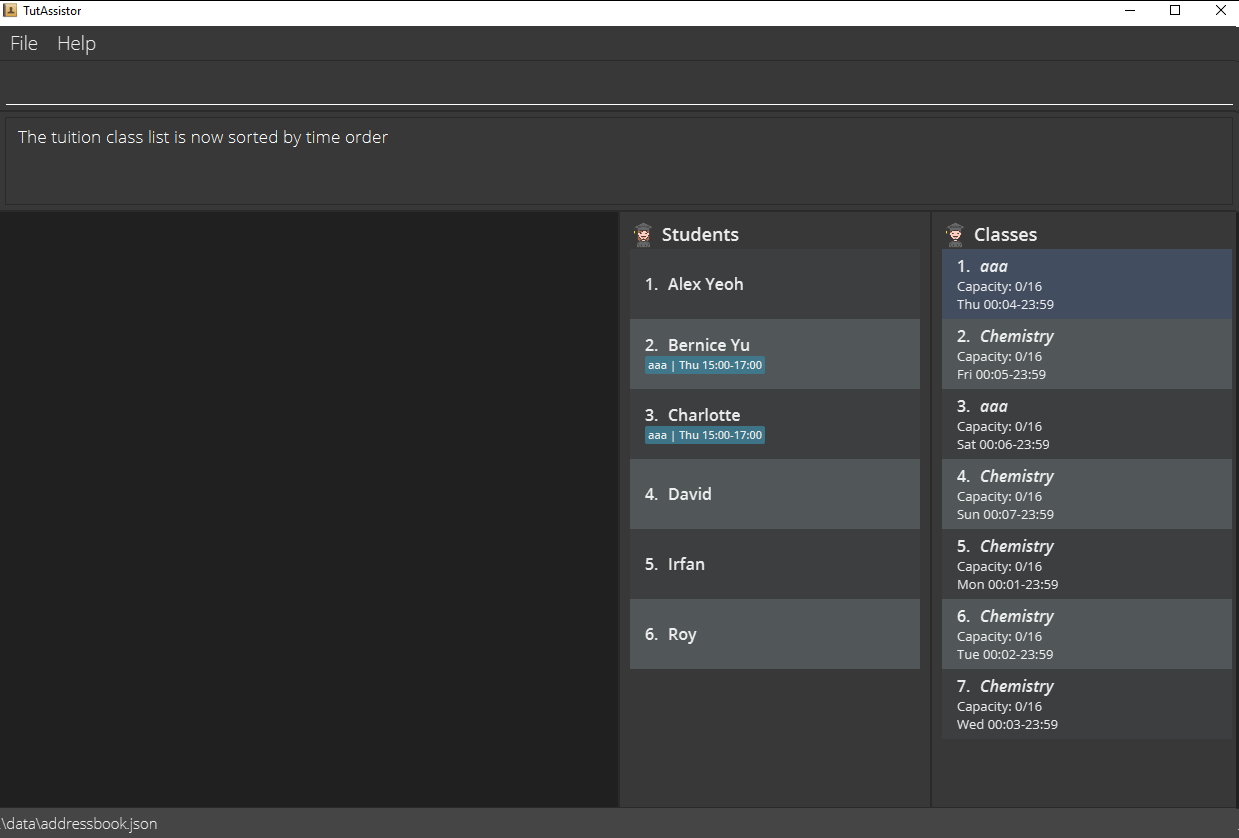 TutAssistor
File Help
The tuition class list is now sorted by time order
Students
1. Alex Yeoh
2. Bernice Yu
aaa | Thu 15:00-17:00
3. Charlotte
aaa | Thu 15:00-17:00
4. David
5. Irfan
6. Roy
Classes
1. aaa
Capacity: 0/16
Thu 00:04-23:59
2. Chemistry
Capacity: 0/16
Fri 00:05-23:59
3. aaa
Capacity: 0/16
Sat 00:06-23:59
4. Chemistry
Capacity: 0/16
Sun 00:07-23:59
5. Chemistry
Capacity: 0/16
Mon 00:01-23:59
6. Chemistry
Capacity: 0/16
Tue 00:02-23:59
7. Chemistry
Capacity: 0/16
Wed 00:03-23:59
.\data\addressbook.json